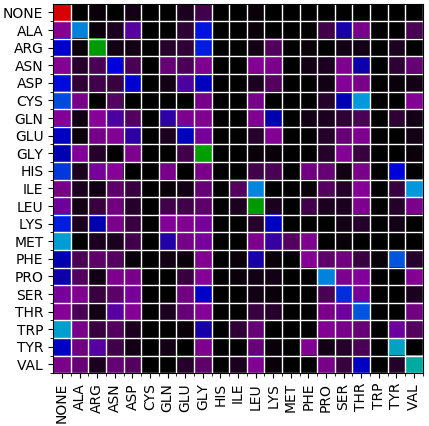 NONE
ALA
ARG
ASN
ASP
CYS
GLN
GLU
GLY
HIS
ILE
LEU
LYS
MET
PHE
PRO
SER
THR
TRP
TYR
VAL
NONE ALA ARG ASN ASP CYS GLN GLU GLY HIS ILE LEU LYS MET PHE PRO SER THR TRP TYR VAL